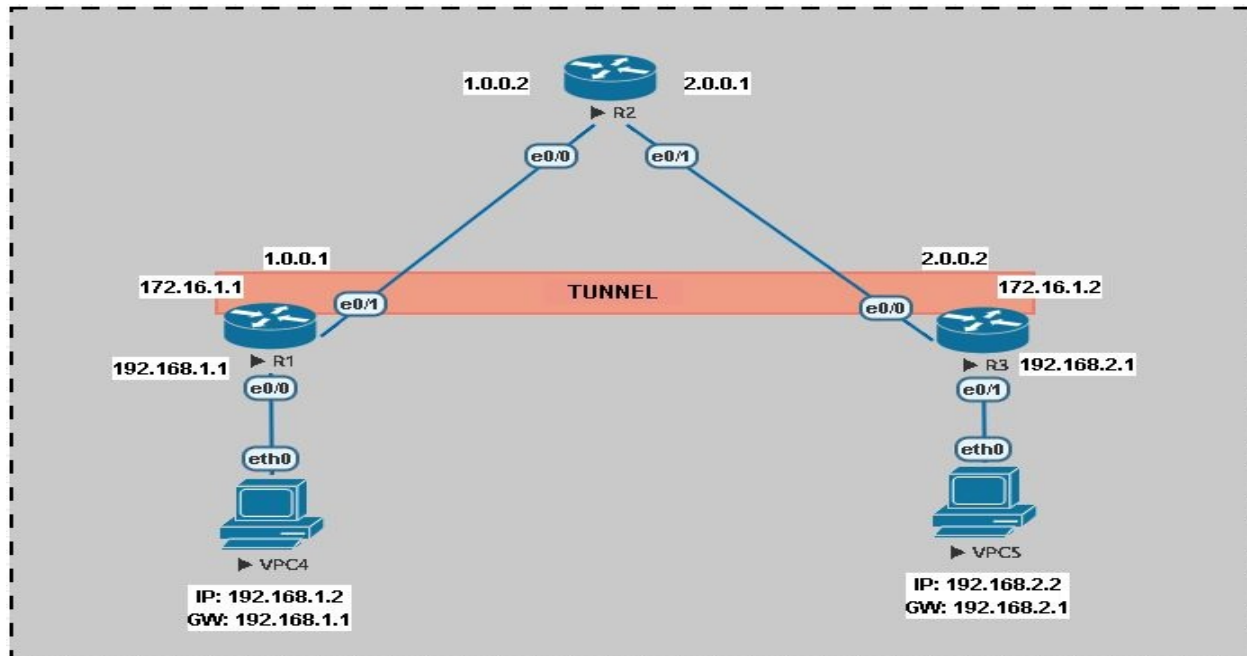 1.0.0.2
2.0.0.1
R2
e0/0
e0/1
1.0.0.1
2.0.0.2
172.16.1.1
172.16.1.2
TUNNEL
e0/1
e0/0
R1
R3
192.168.1.1
192.168.2.1
e0/0
e0/1
eth0
eth0
VPC4
VPC5
IP: 192.168.1.2
GW: 192.168.1.1
IP: 192.168.2.2
GW: 192.168.2.1